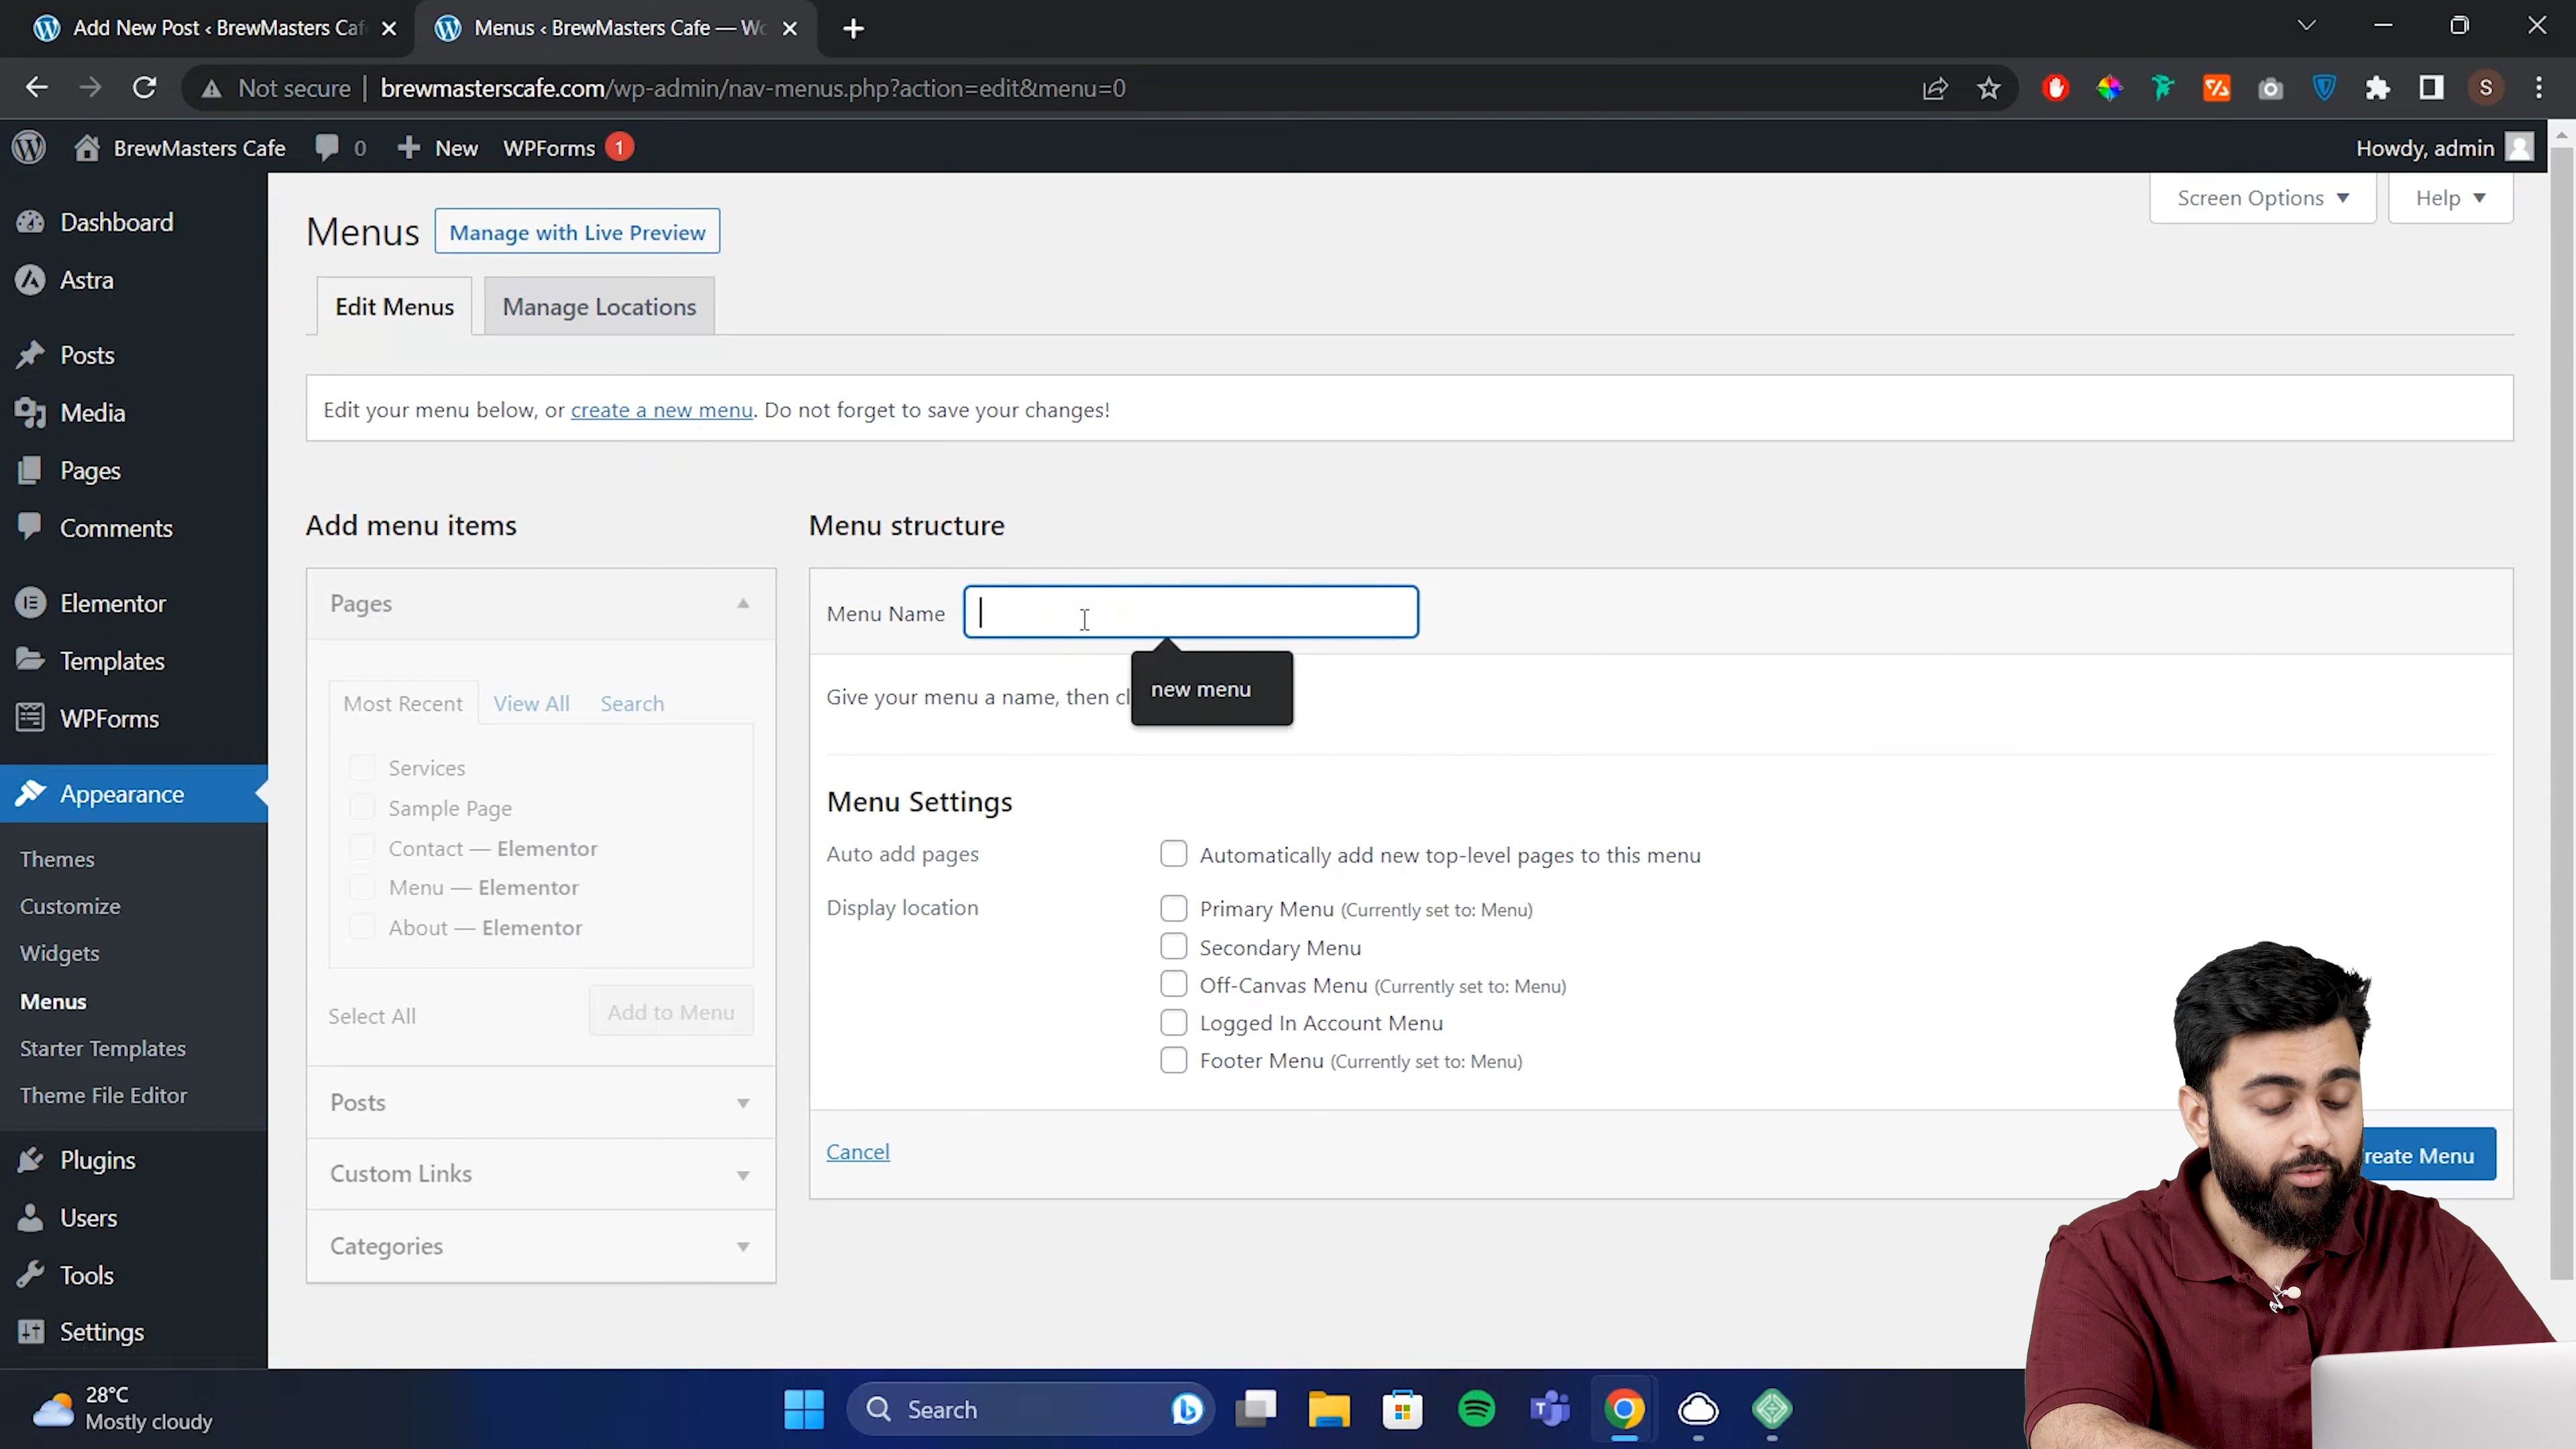 Add New Post ‹ BrewMasters Caf
Menus ‹ BrewMasters Cafe — Wo
Not secure | brewmasterscafe.com/wp-admin/nav-menus.php?action=edit&menu=0
S
BrewMasters Cafe 0 New WPForms 1
Howdy, admin
Screen Options Help
Dashboard
Astra
Posts
Media
Pages
Comments
Elementor
Templates
WPForms
Appearance
Themes
Customize
Widgets
Menus
Starter Templates
Theme File Editor
Plugins
Users
Tools
Settings
Menus Manage with Live Preview
Edit Menus Manage Locations
Edit your menu below, or create a new menu. Do not forget to save your changes!
Add menu items
Pages
Most Recent View All Search
Services
Sample Page
Contact — Elementor
Menu — Elementor
About — Elementor
Select All Add to Menu
Posts
Custom Links
Categories
Menu structure
Menu Name
new menu
Give your menu a name, then cl
Menu Settings
Auto add pages Automatically add new top-level pages to this menu
Display location Primary Menu (Currently set to: Menu)
Secondary Menu
Off-Canvas Menu (Currently set to: Menu)
Logged In Account Menu
Footer Menu (Currently set to: Menu)
Cancel
reate Menu
28°C
Mostly cloudy
Search